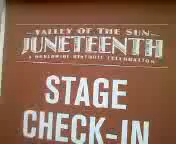 VALLEY OF THE SUN
JUNETEENTH
A WORLDWIDE HISTORIC CELEBRATION
STAGE
CHECK-IN